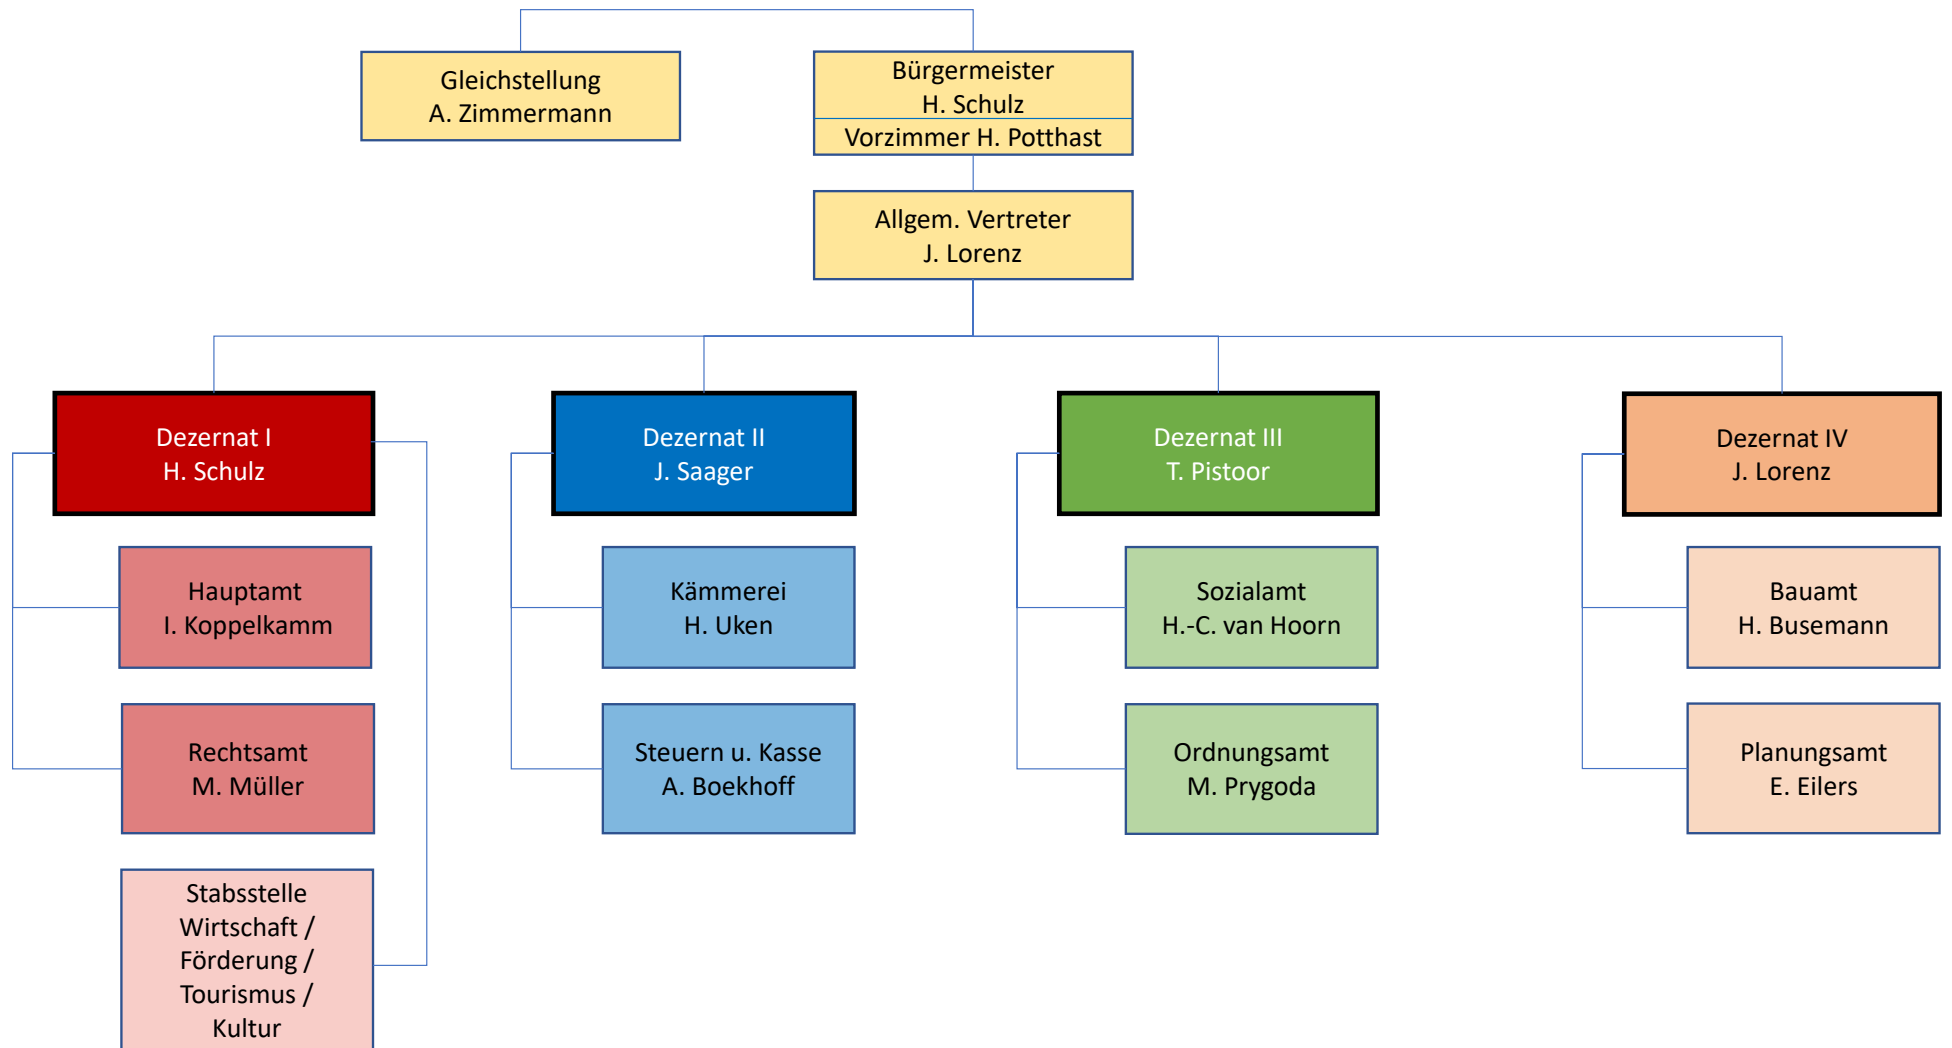 Gleichstellung
A. Zimmermann
Bürgermeister
H. Schulz
Vorzimmer H. Potthast
Allgem. Vertreter
J. Lorenz
Dezernat I
H. Schulz
Dezernat II
J. Saager
Dezernat III
T. Pistoor
Dezernat IV
J. Lorenz
Hauptamt
I. Koppelkamm
Kämmerei
H. Uken
Sozialamt
H.-C. van Hoorn
Bauamt
H. Busemann
Rechtsamt
M. Müller
Steuern u. Kasse
A. Boekhoff
Ordnungsamt
M. Prygoda
Planungsamt
E. Eilers
Stabsstelle
Wirtschaft /
Förderung /
Tourismus /
Kultur